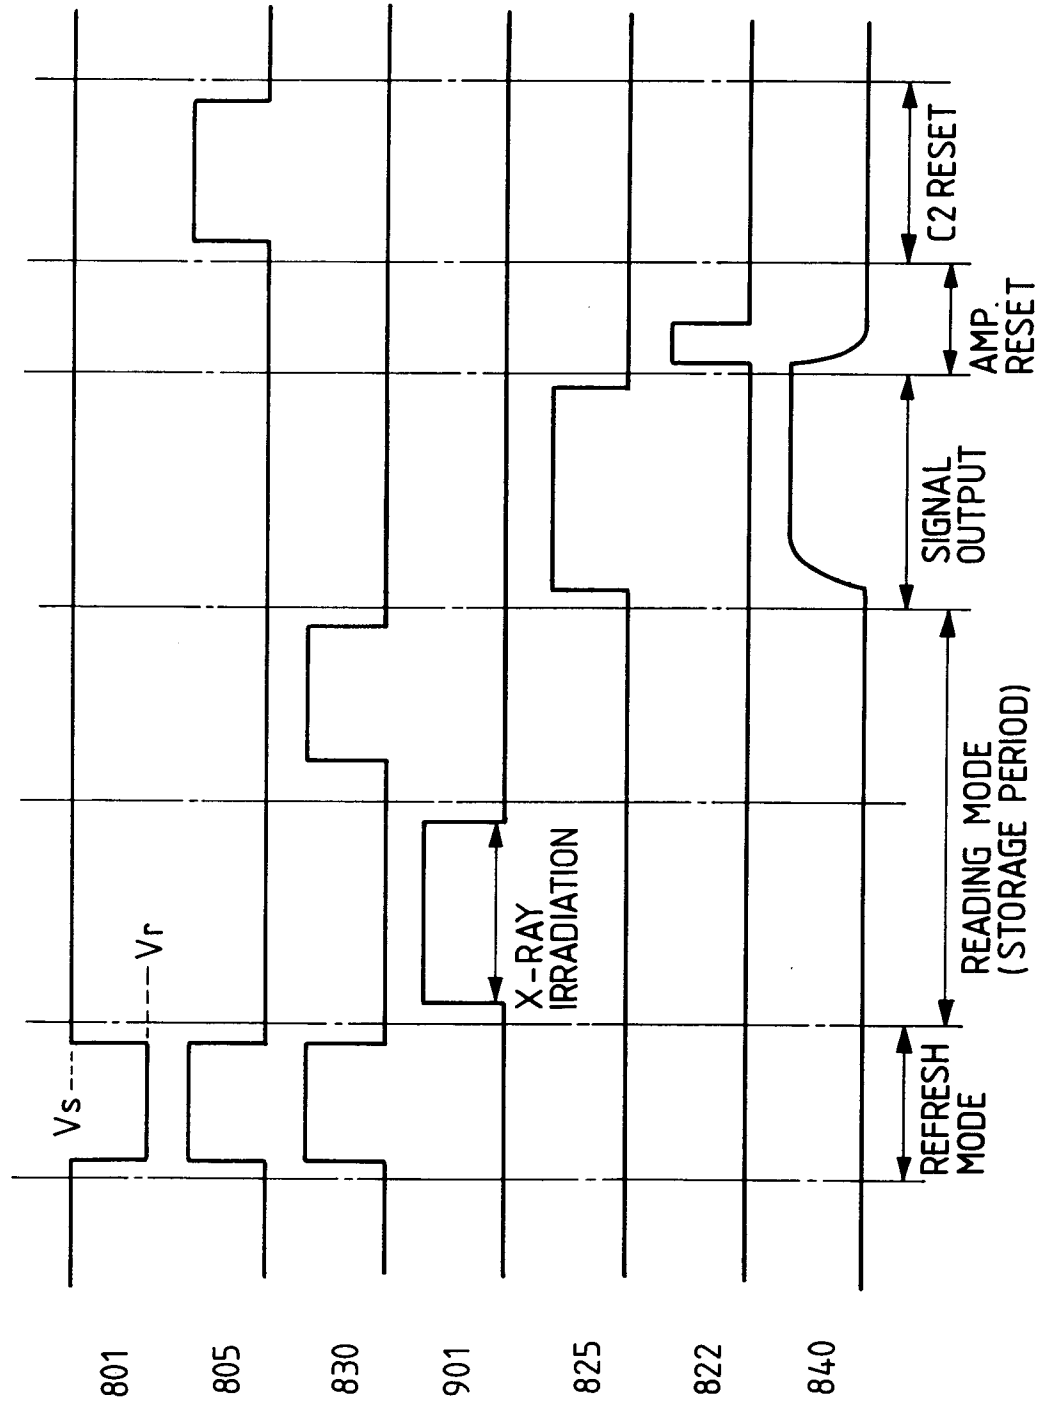 801
805
830
901
825
822
840
Vs
Vr
X-RAY
IRRADIATION
REFRESH
MODE
READING MODE
(STORAGE PERIOD)
SIGNAL
OUTPUT
AMP.
RESET
C2 RESET